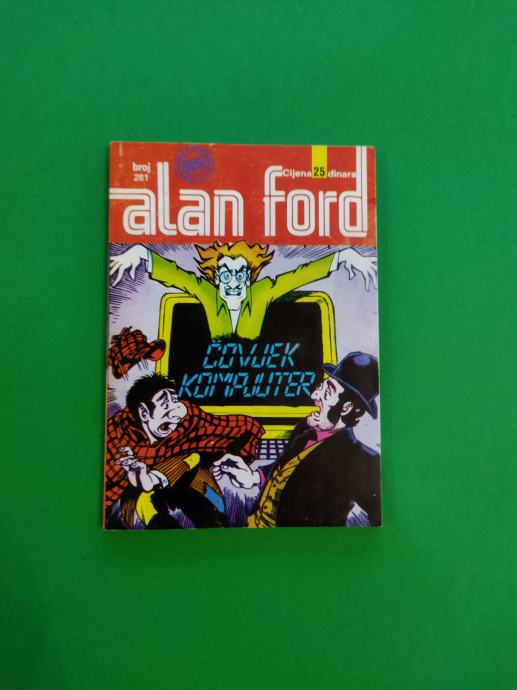 broj
281
Cijena 25 dinara
alan ford
ČOVJEK
KOMPJUTER